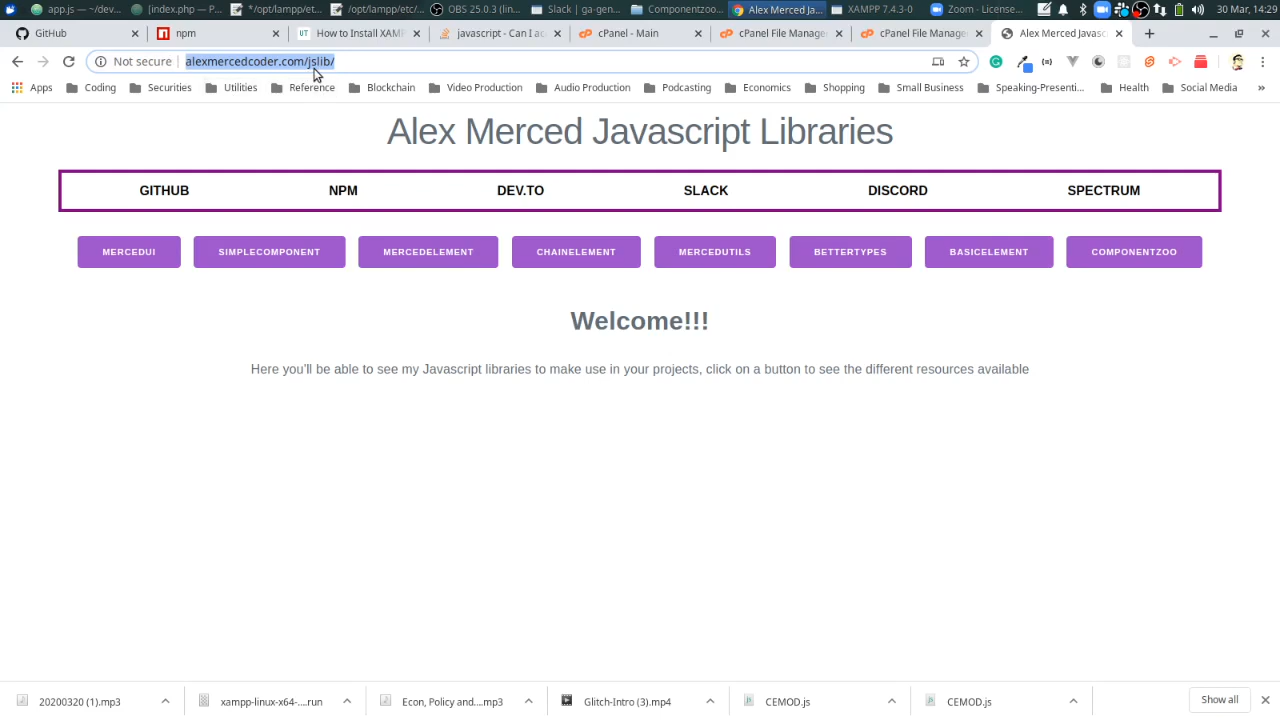 app.js — ~/dev...
[index.php — P...
*/opt/lampp/et...
/opt/lampp/etc/...
OBS 25.0.3 (lin...
Slack | ga-gen...
Componentzoo...
Alex Merced Ja...
XAMPP 7.4.3-0
Zoom - License...
30 Mar, 14:29
GitHub
npm
How to Install XAMP
javascript - Can I ac
cPanel - Main
cPanel File Manage
cPanel File Manage
Alex Merced Javasc
Not secure
alexmercedcoder.com/jslib/
Apps
Coding
Securities
Utilities
Reference
Blockchain
Video Production
Audio Production
Podcasting
Economics
Shopping
Small Business
Speaking-Presenti...
Health
Social Media
»
Alex Merced Javascript Libraries
GITHUB
NPM
DEV.TO
SLACK
DISCORD
SPECTRUM
MERCEDUI
SIMPLECOMPONENT
MERCEDELEMENT
CHAINELEMENT
MERCEDUTILS
BETTERTYPES
BASICELEMENT
COMPONENTZOO
Welcome!!!
Here you'll be able to see my Javascript libraries to make use in your projects, click on a button to see the different resources available
20200320 (1).mp3
xampp-linux-x64-....run
Econ, Policy and....mp3
Glitch-Intro (3).mp4
CEMOD.js
CEMOD.js
Show all